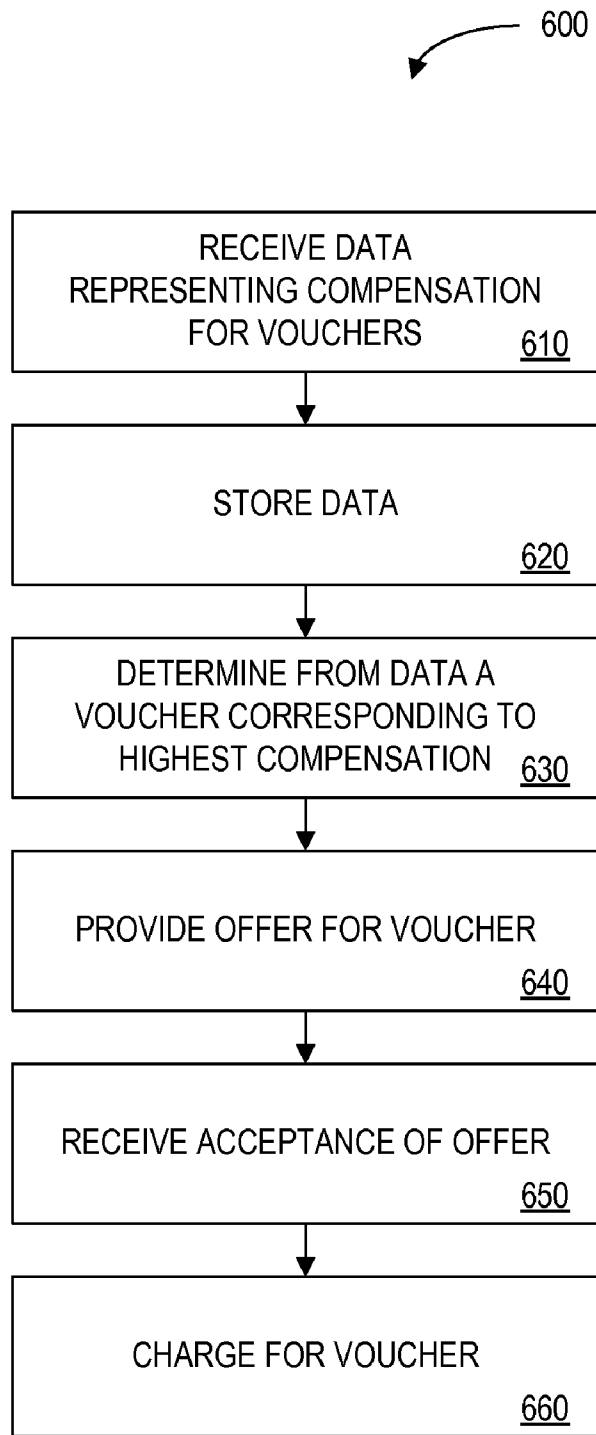 600
RECEIVE DATA
REPRESENTING COMPENSATION
FOR VOUCHERS
610
STORE DATA
620
DETERMINE FROM DATA A
VOUCHER CORRESPONDING TO
HIGHEST COMPENSATION
630
PROVIDE OFFER FOR VOUCHER
640
RECEIVE ACCEPTANCE OF OFFER
650
CHARGE FOR VOUCHER
660